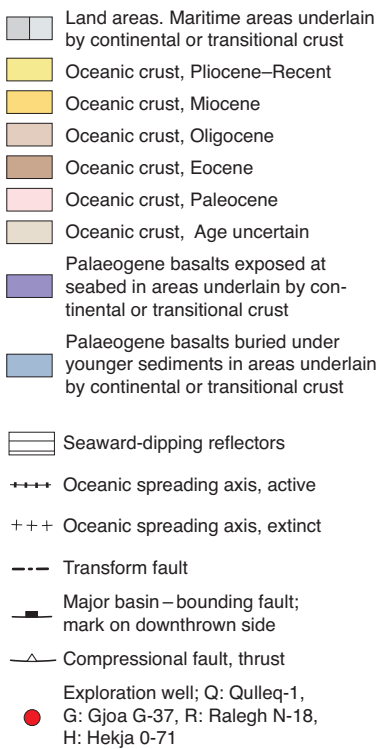 Land areas. Maritime areas underlain
by continental or transitional crust
Oceanic crust, Pliocene–Recent
Oceanic crust, Miocene
Oceanic crust, Oligocene
Oceanic crust, Eocene
Oceanic crust, Paleocene
Oceanic crust, Age uncertain
Palaeogene basalts exposed at
seabed in areas underlain by con-
tinental or transitional crust
Palaeogene basalts buried under
younger sediments in areas underlain
by continental or transitional crust
Seaward-dipping reflectors
Oceanic spreading axis, active
Oceanic spreading axis, extinct
Transform fault
Major basin–bounding fault;
mark on downthrown side
Compressional fault, thrust
Exploration well; Q: Qulleq-1,
G: Gjoa G-37, R: Ralegh N-18,
H: Hekja 0-71